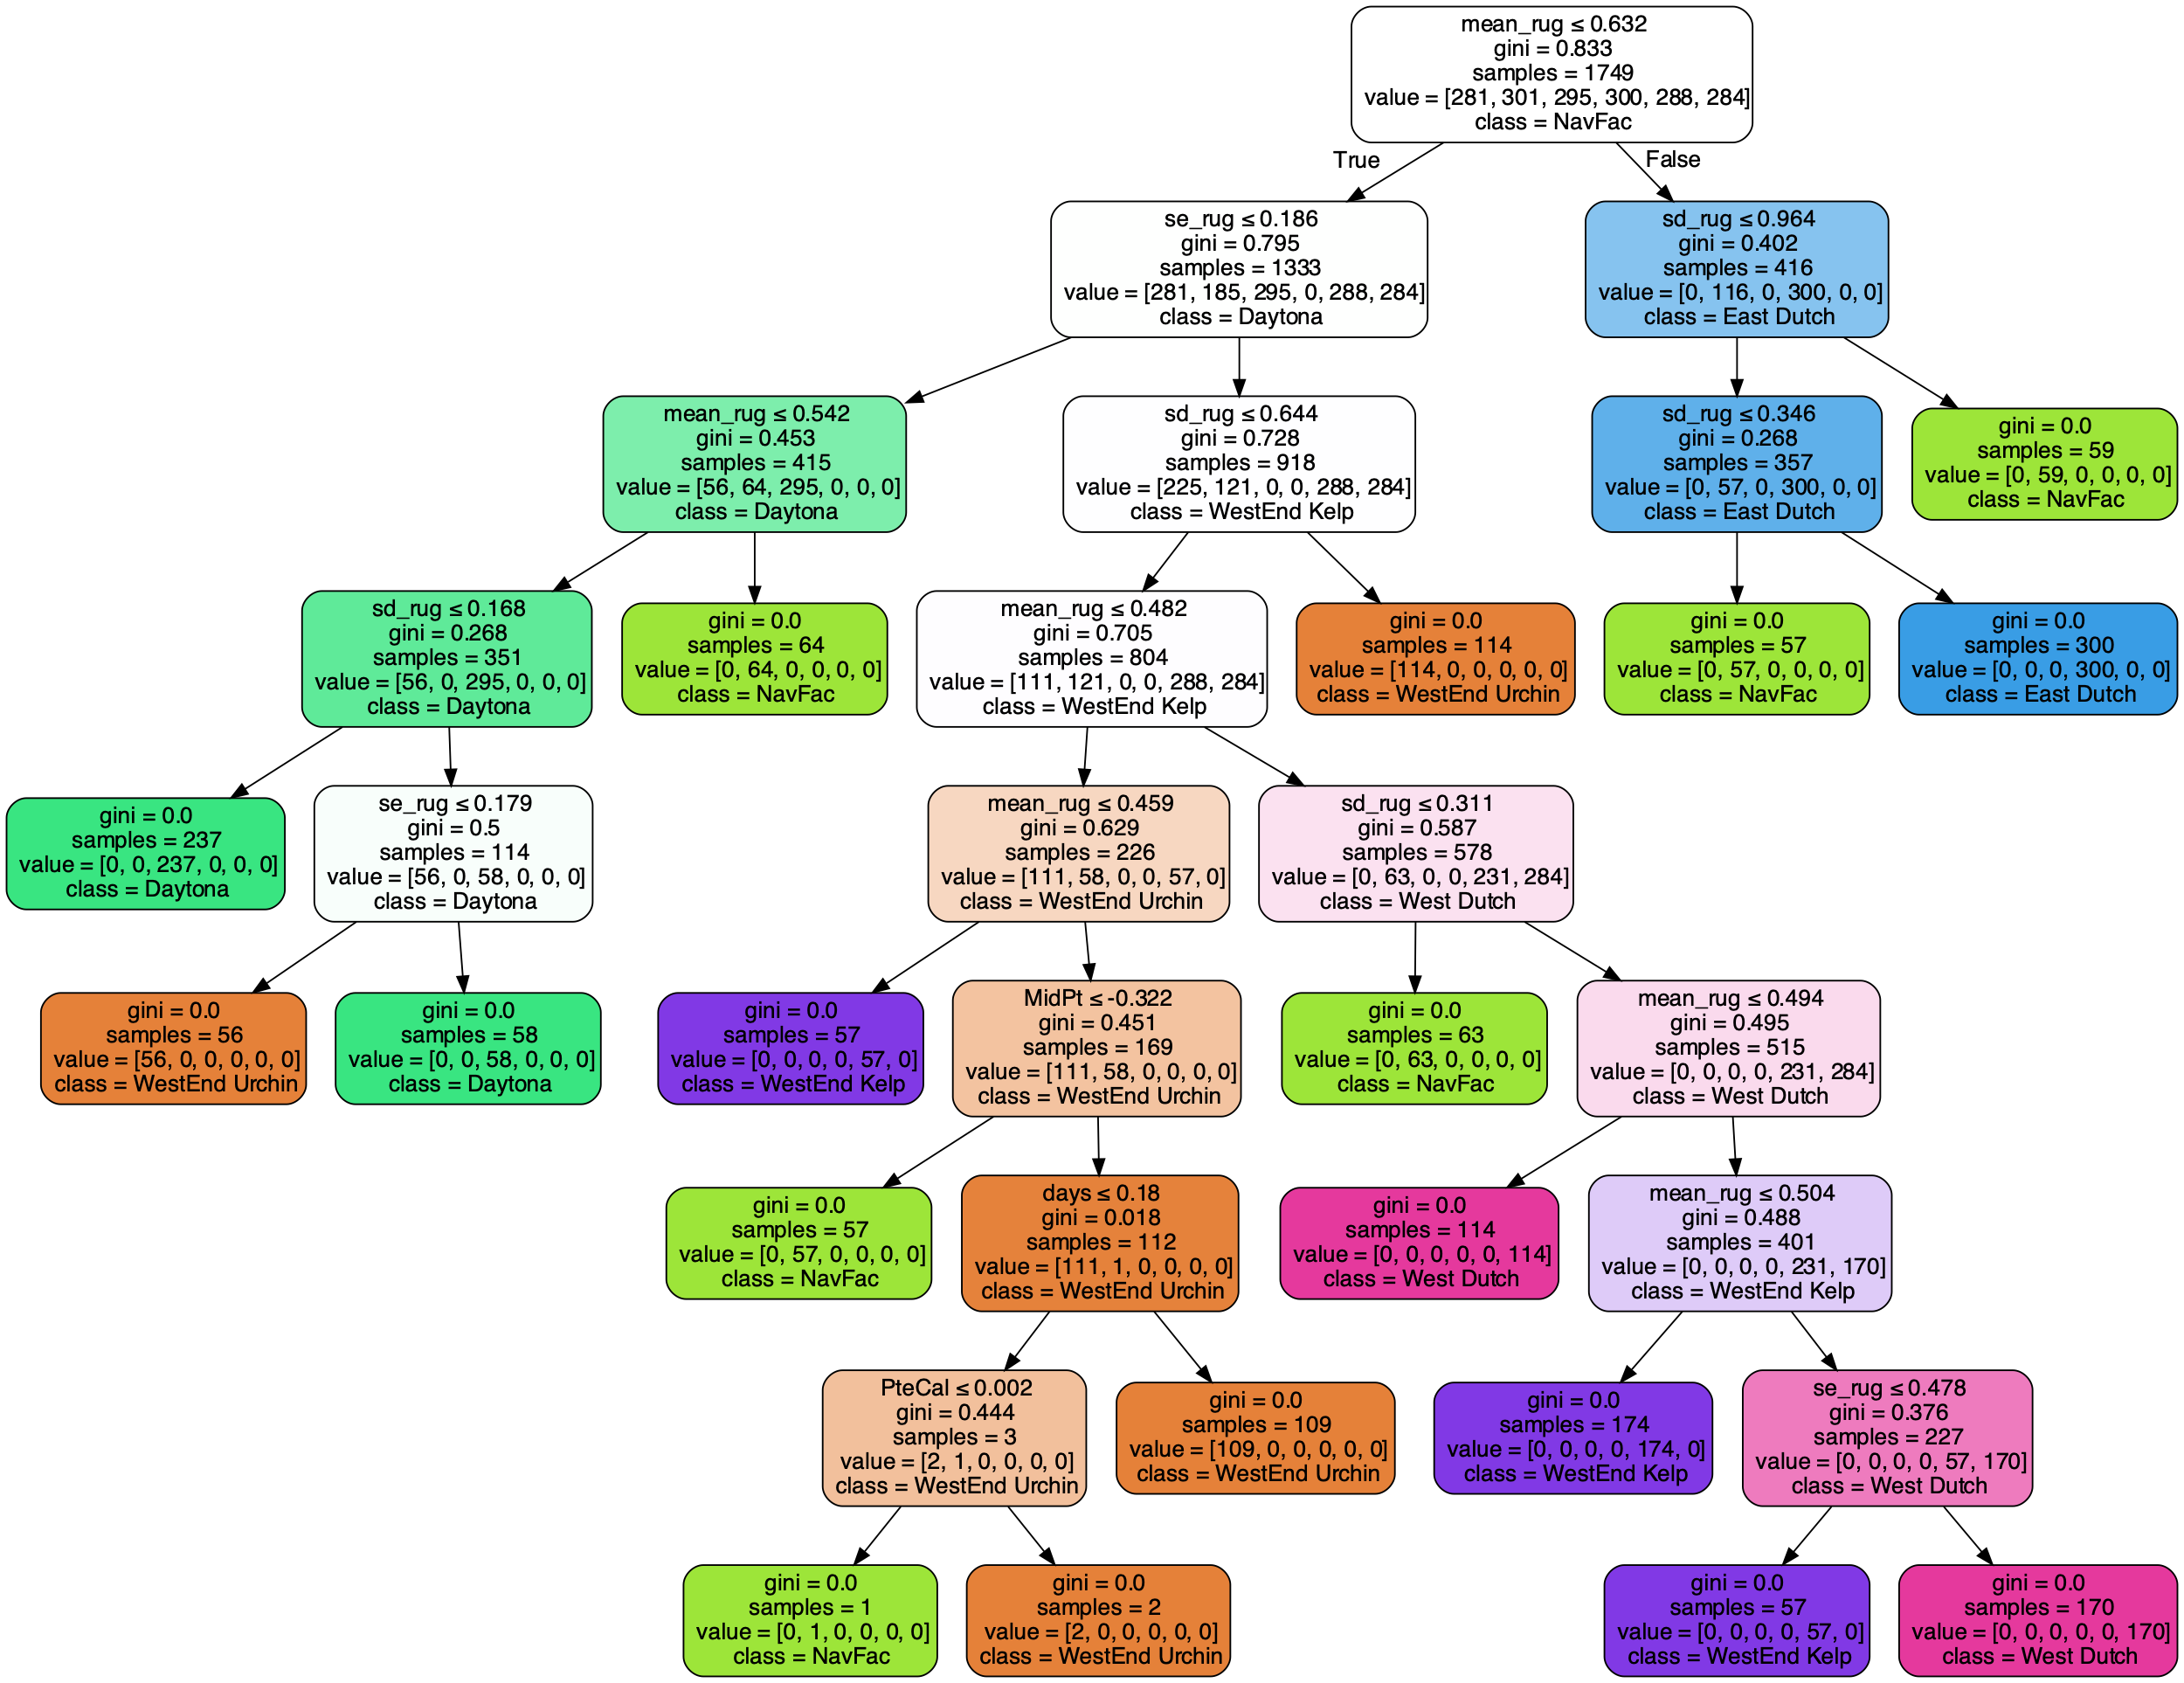 mean_rug ≤ 0.632
gini = 0.833
samples = 1749
value = [281, 301, 295, 300, 288, 284]
class = NavFac
True
False
se_rug ≤ 0.186
gini = 0.795
samples = 1333
value = [281, 185, 295, 0, 288, 284]
class = Daytona
sd_rug ≤ 0.964
gini = 0.402
samples = 416
value = [0, 116, 0, 300, 0, 0]
class = East Dutch
mean_rug ≤ 0.542
gini = 0.453
samples = 415
value = [56, 64, 295, 0, 0, 0]
class = Daytona
sd_rug ≤ 0.644
gini = 0.728
samples = 918
value = [225, 121, 0, 0, 288, 284]
class = WestEnd Kelp
sd_rug ≤ 0.346
gini = 0.268
samples = 357
value = [0, 57, 0, 300, 0, 0]
class = East Dutch
gini = 0.0
samples = 59
value = [0, 59, 0, 0, 0, 0]
class = NavFac
sd_rug ≤ 0.168
gini = 0.268
samples = 351
value = [56, 0, 295, 0, 0, 0]
class = Daytona
gini = 0.0
samples = 64
value = [0, 64, 0, 0, 0, 0]
class = NavFac
mean_rug ≤ 0.482
gini = 0.705
samples = 804
value = [111, 121, 0, 0, 288, 284]
class = WestEnd Kelp
gini = 0.0
samples = 114
value = [114, 0, 0, 0, 0, 0]
class = WestEnd Urchin
gini = 0.0
samples = 57
value = [0, 57, 0, 0, 0, 0]
class = NavFac
gini = 0.0
samples = 300
value = [0, 0, 0, 300, 0, 0]
class = East Dutch
gini = 0.0
samples = 237
value = [0, 0, 237, 0, 0, 0]
class = Daytona
se_rug ≤ 0.179
gini = 0.5
samples = 114
value = [56, 0, 58, 0, 0, 0]
class = Daytona
mean_rug ≤ 0.459
gini = 0.629
samples = 226
value = [111, 58, 0, 0, 57, 0]
class = WestEnd Urchin
sd_rug ≤ 0.311
gini = 0.587
samples = 578
value = [0, 63, 0, 0, 231, 284]
class = West Dutch
gini = 0.0
samples = 56
value = [56, 0, 0, 0, 0, 0]
class = WestEnd Urchin
gini = 0.0
samples = 58
value = [0, 0, 58, 0, 0, 0]
class = Daytona
gini = 0.0
samples = 57
value = [0, 0, 0, 0, 57, 0]
class = WestEnd Kelp
MidPt ≤ -0.322
gini = 0.451
samples = 169
value = [111, 58, 0, 0, 0, 0]
class = WestEnd Urchin
gini = 0.0
samples = 63
value = [0, 63, 0, 0, 0, 0]
class = NavFac
mean_rug ≤ 0.494
gini = 0.495
samples = 515
value = [0, 0, 0, 0, 231, 284]
class = West Dutch
gini = 0.0
samples = 57
value = [0, 57, 0, 0, 0, 0]
class = NavFac
days ≤ 0.18
gini = 0.018
samples = 112
value = [111, 1, 0, 0, 0, 0]
class = WestEnd Urchin
gini = 0.0
samples = 114
value = [0, 0, 0, 0, 0, 114]
class = West Dutch
mean_rug ≤ 0.504
gini = 0.488
samples = 401
value = [0, 0, 0, 0, 231, 170]
class = WestEnd Kelp
PteCal ≤ 0.002
gini = 0.444
samples = 3
value = [2, 1, 0, 0, 0, 0]
class = WestEnd Urchin
gini = 0.0
samples = 109
value = [109, 0, 0, 0, 0, 0]
class = WestEnd Urchin
gini = 0.0
samples = 174
value = [0, 0, 0, 0, 174, 0]
class = WestEnd Kelp
se_rug ≤ 0.478
gini = 0.376
samples = 227
value = [0, 0, 0, 0, 57, 170]
class = West Dutch
gini = 0.0
samples = 1
value = [0, 1, 0, 0, 0, 0]
class = NavFac
gini = 0.0
samples = 2
value = [2, 0, 0, 0, 0, 0]
class = WestEnd Urchin
gini = 0.0
samples = 57
value = [0, 0, 0, 0, 57, 0]
class = WestEnd Kelp
gini = 0.0
samples = 170
value = [0, 0, 0, 0, 0, 170]
class = West Dutch